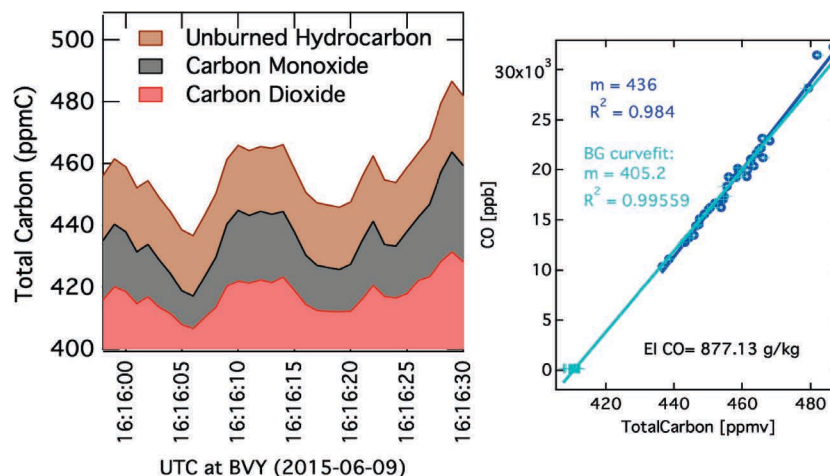 500
480
460
440
420
400
Total Carbon (ppmC)
Unburned Hydrocarbon
Carbon Monoxide
Carbon Dioxide
16:16:00
16:16:05
16:16:10
16:16:15
16:16:20
16:16:25
16:16:30
UTC at BVY (2015-06-09)
30x10³
25
20
15
10
5
0
CO [ppb]
m = 436
R² = 0.984
BG curvefit:
m = 405.2
R² = 0.99559
EI CO= 877.13 g/kg
420
440
460
480
TotalCarbon [ppmv]